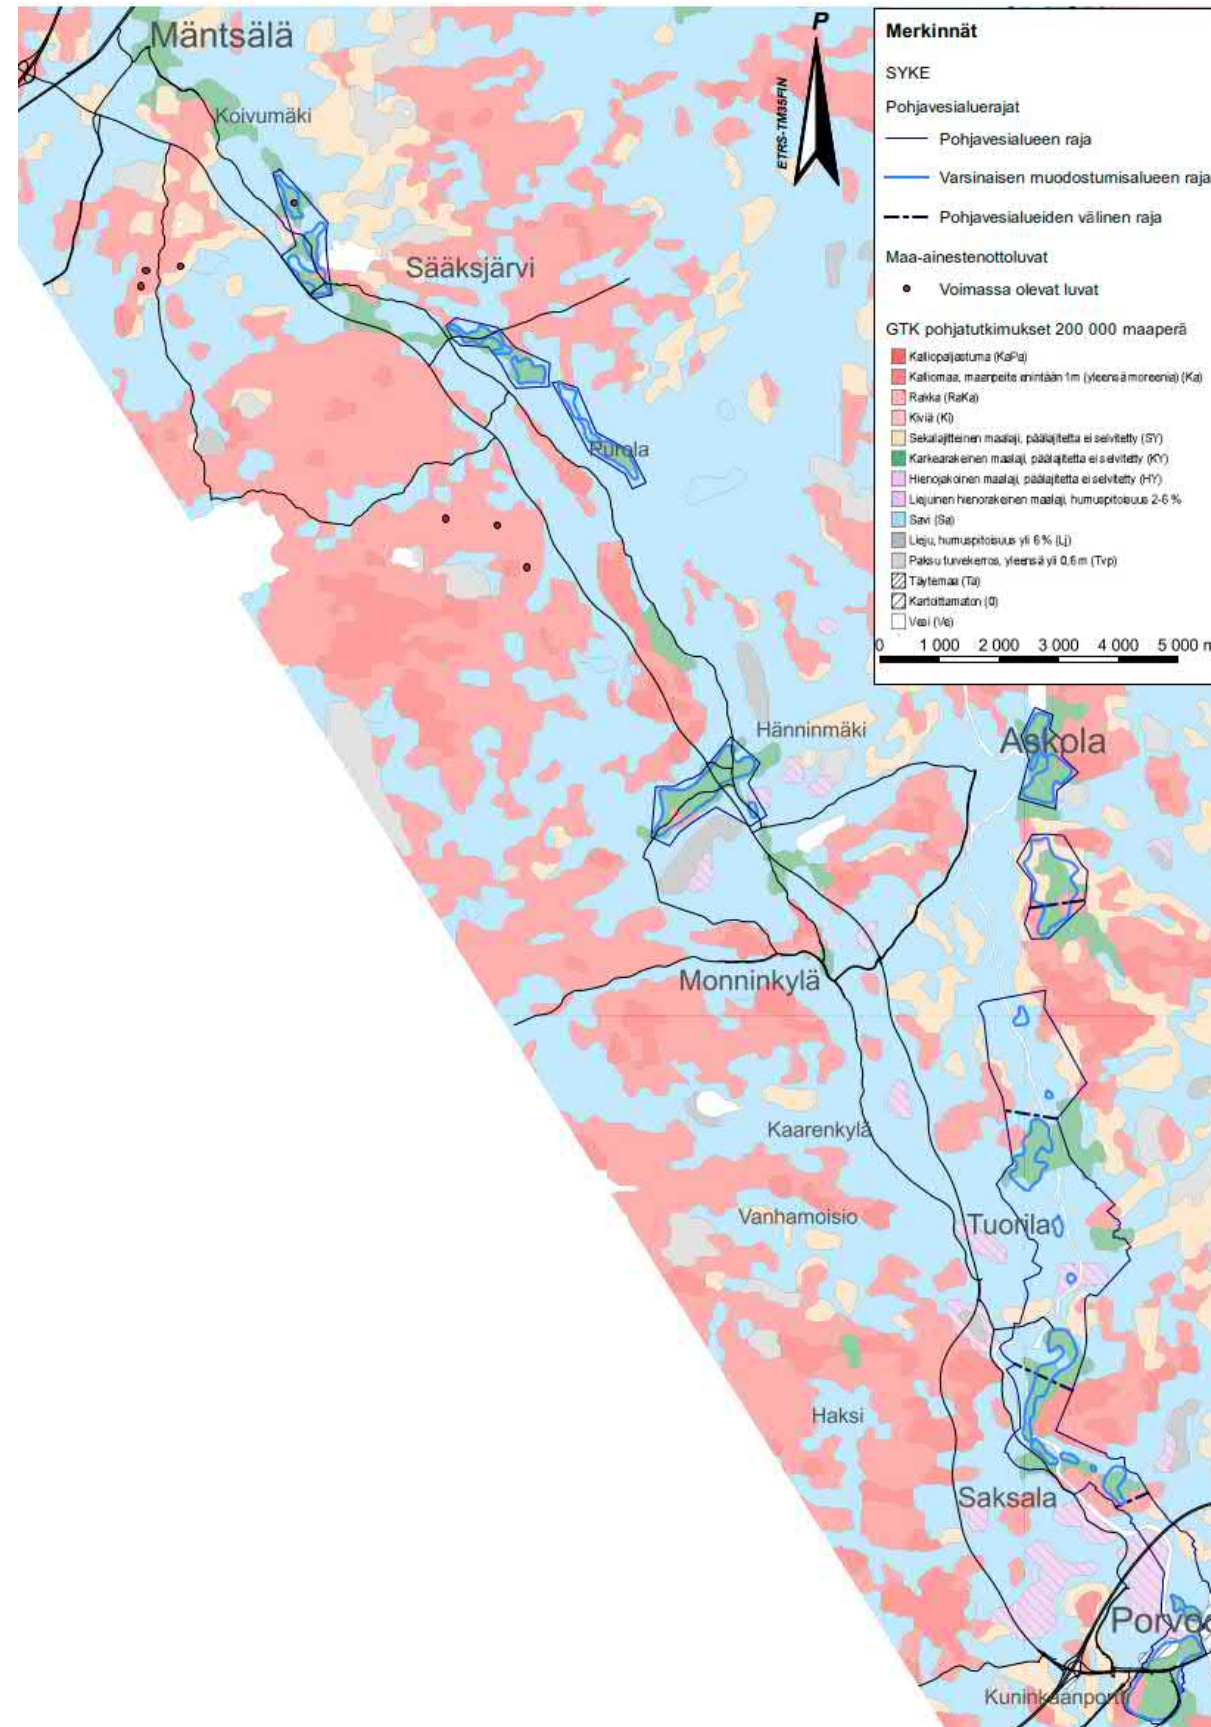 Mäntsälä
Koivumäki
P
ETRS-TM35FIN
Sääksjärvi
Purola
Hänninmäki
Askola
Monninkylä
Kaarenkylä
Vanhamoisio
Tuorila
Haksi
Saksala
Porvoo
Kuninkaanportti
Merkinnät
SYKE
Pohjavesialuerajat
Pohjavesialueen raja
Varsinaisen muodostumisalueen raja
Pohjavesialueiden välinen raja
Maa-ainestenottoluvat
Voimassa olevat luvat
GTK pohjatutkimukset 200 000 maaperä
Kalliopaljastuma (KaPa)
Kalliomaa, maanpeite enintään 1m (yleensä moreenia) (Ka)
Rakka (RaKa)
Kiviä (Ki)
Sekalajitteinen maalaji, päälajitetta ei selvitetty (SY)
Karkearakeinen maalaji, päälajitetta ei selvitetty (KY)
Hienojakoinen maalaji, päälajitetta ei selvitetty (HY)
Liejuinen hienorakeinen maalaji, humuspitoisuus 2-6 %
Savi (Sa)
Lieju, humuspitoisuus yli 6 % (Lj)
Paksu turvekerros, yleensä yli 0,6 m (Tvp)
Täytemaa (Ta)
Kartoittamaton (0)
Vesi (Ve)
0 1 000 2 000 3 000 4 000 5 000 m